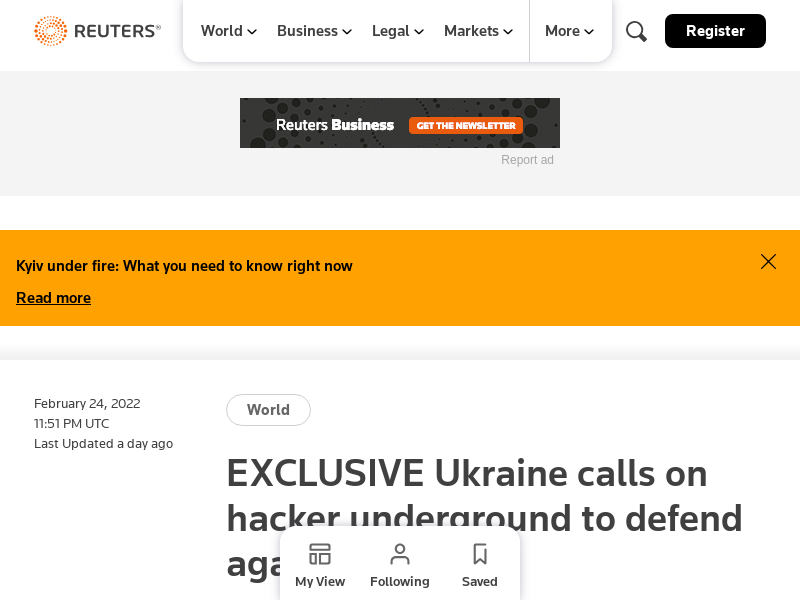 REUTERS®
World
Business
Legal
Markets
More
Register
Reuters Business
GET THE NEWSLETTER
Report ad
Kyiv under fire: What you need to know right now
Read more
February 24, 2022
11:51 PM UTC
Last Updated a day ago
World
EXCLUSIVE Ukraine calls on
hacker underground to defend
My View
Following
Saved